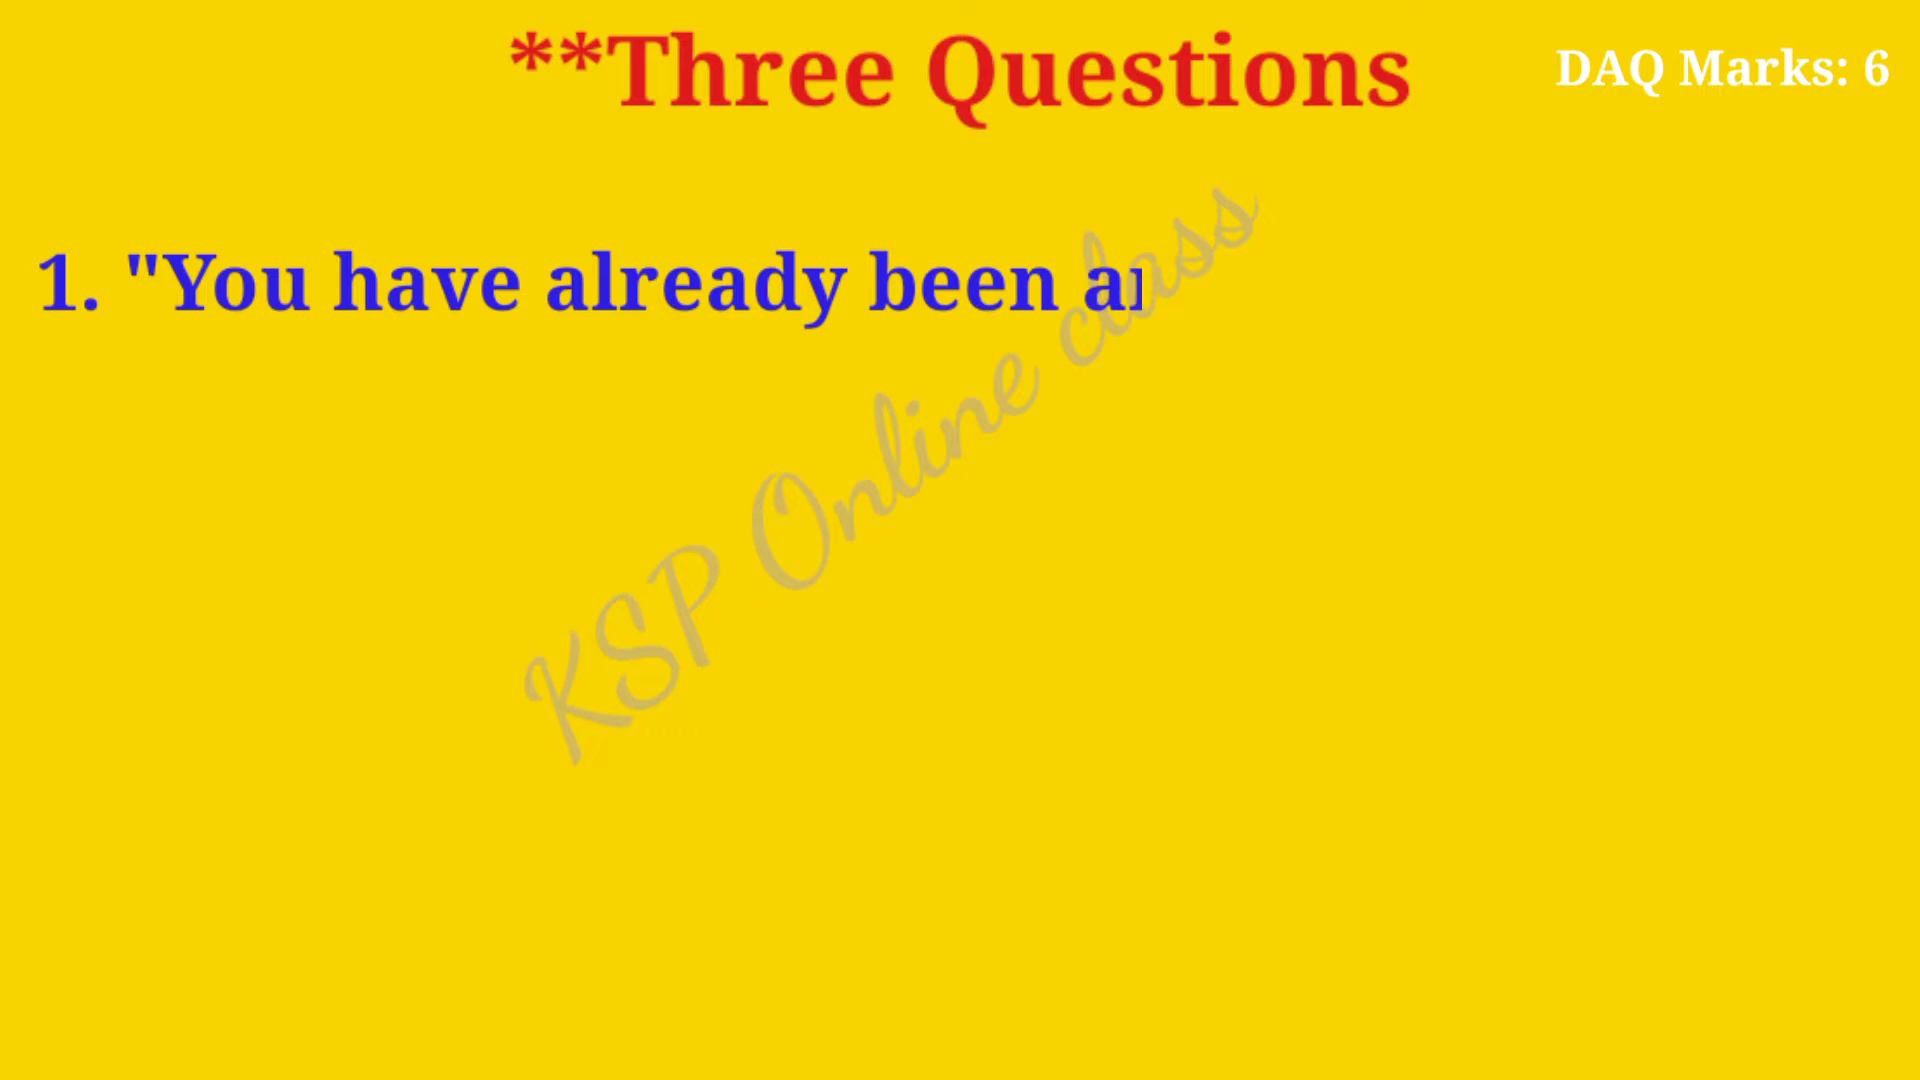 **Three Questions
DAQ Marks: 6
1. "You have already been
KSP Online class